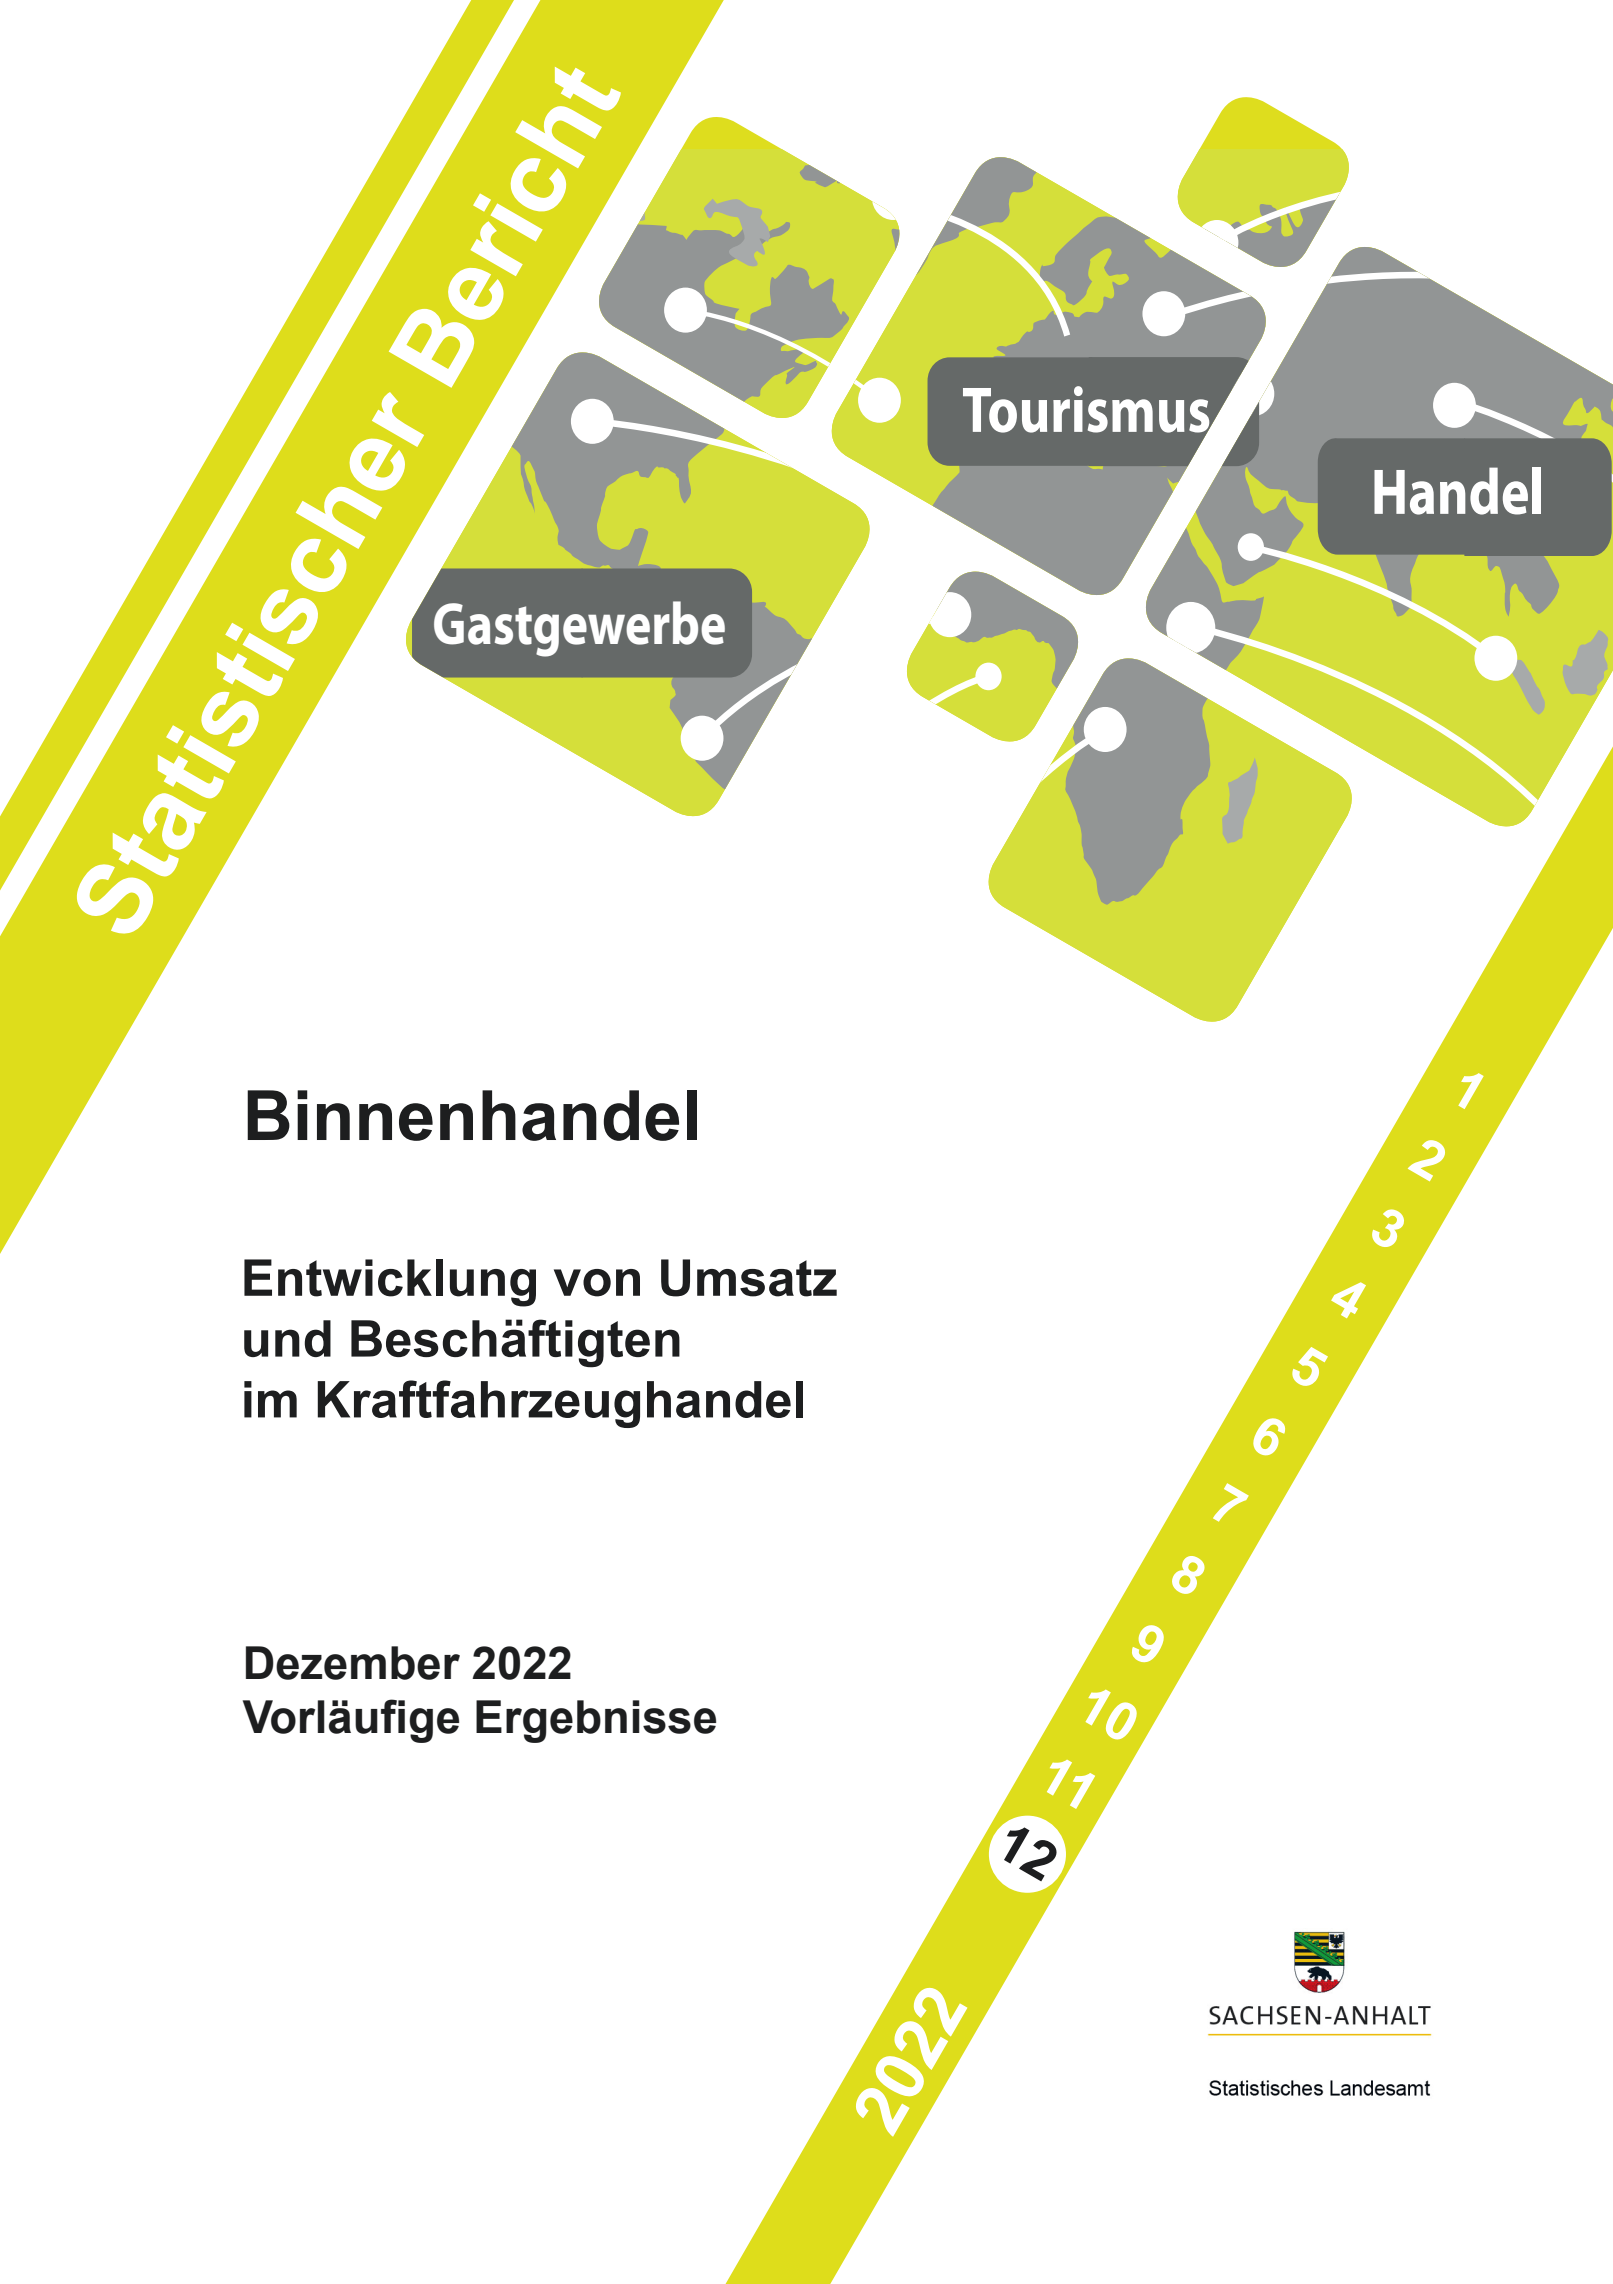 Statistischer Bericht
Tourismus
Handel
Gastgewerbe
Binnenhandel
Entwicklung von Umsatz
und Beschäftigten
im Kraftfahrzeughandel
Dezember 2022
Vorläufige Ergebnisse
1
2
3
4
5
6
7
8
9
10
11
12
2022
SACHSEN-ANHALT
Statistisches Landesamt